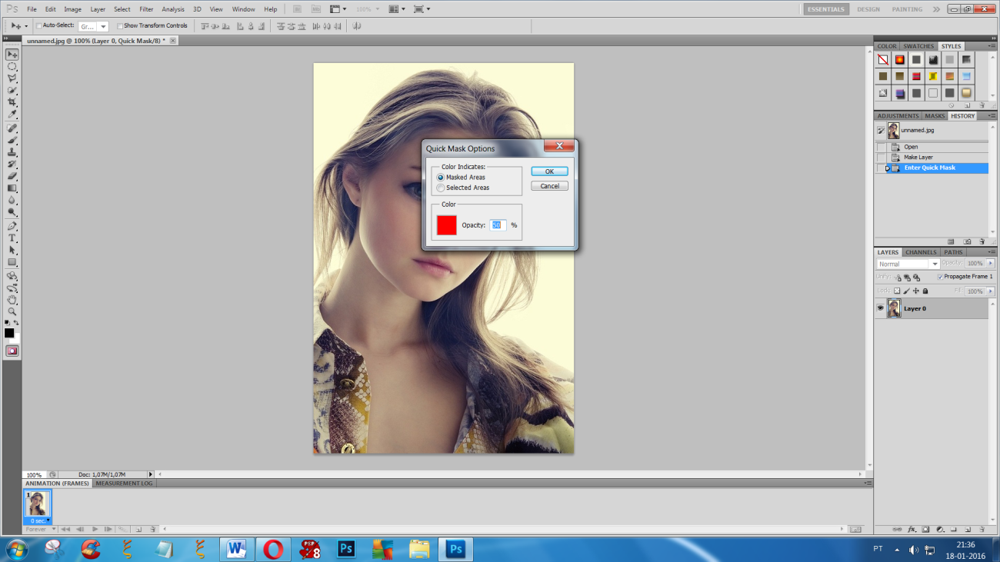 Ps File Edit Image Layer Select Filter Analysis 3D View Window Help 100% ESSENTIALS DESIGN PAINTING
Auto-Select: Gr... Show Transform Controls
unnamed.jpg @ 100% (Layer 0, Quick Mask/8) *
COLOR SWATCHES STYLES
ADJUSTMENTS MASKS HISTORY
unnamed.jpg
Open
Make Layer
Enter Quick Mask
Quick Mask Options
Color Indicates:
Masked Areas
Selected Areas
OK
Cancel
Color
Opacity: 50 %
LAYERS CHANNELS PATHS
Normal Opacity: 100%
Unify: Propagate Frame 1
Lock: Fill: 100%
Layer 0
100% Doc: 1,07M/1,07M
ANIMATION (FRAMES) MEASUREMENT LOG
1
0 sec.
Forever
W PSP 8 Ps Ps
PT 21:36
18-01-2016